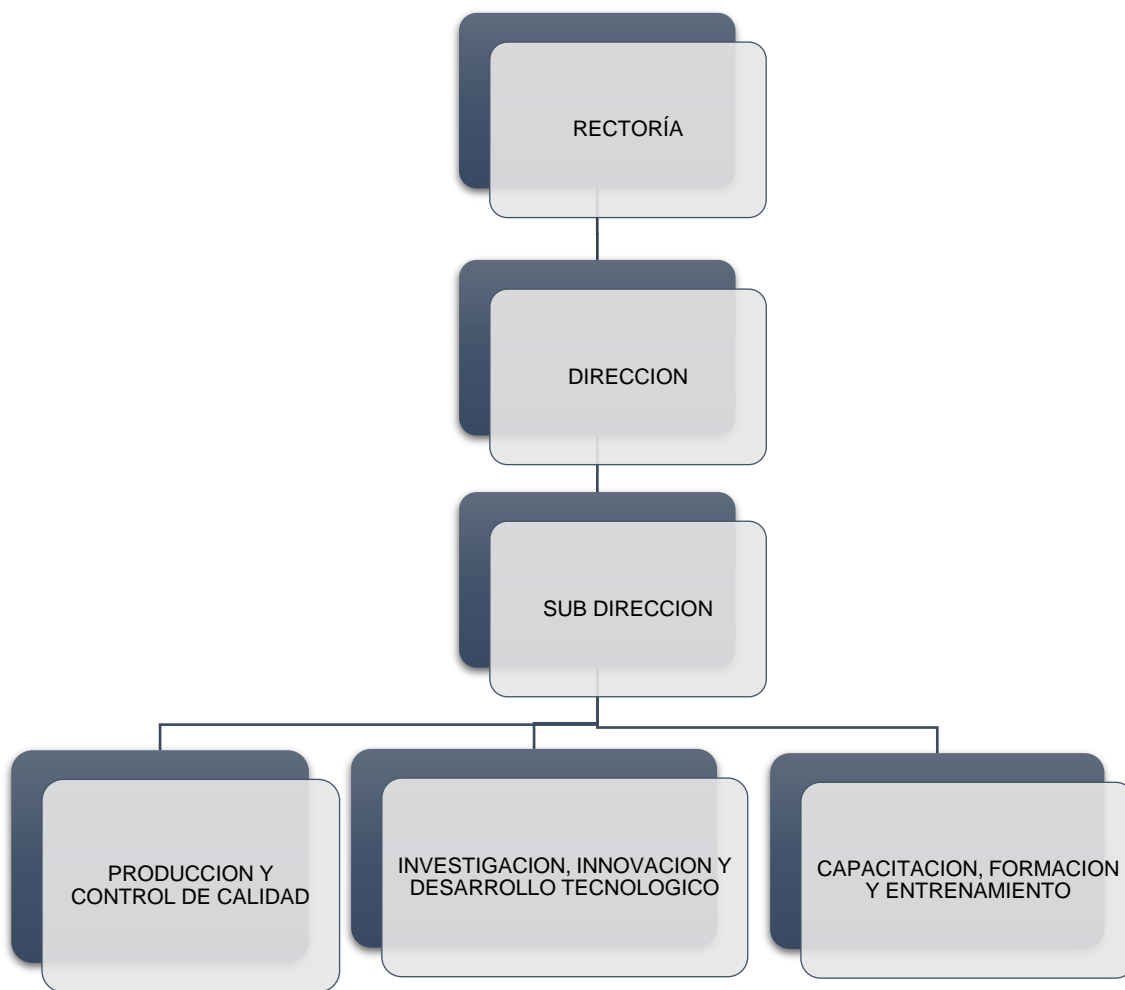 RECTORÍA
DIRECCION
SUB DIRECCION
PRODUCCION Y
CONTROL DE CALIDAD
INVESTIGACION, INNOVACION Y
DESARROLLO TECNOLOGICO
CAPACITACION, FORMACION
Y ENTRENAMIENTO